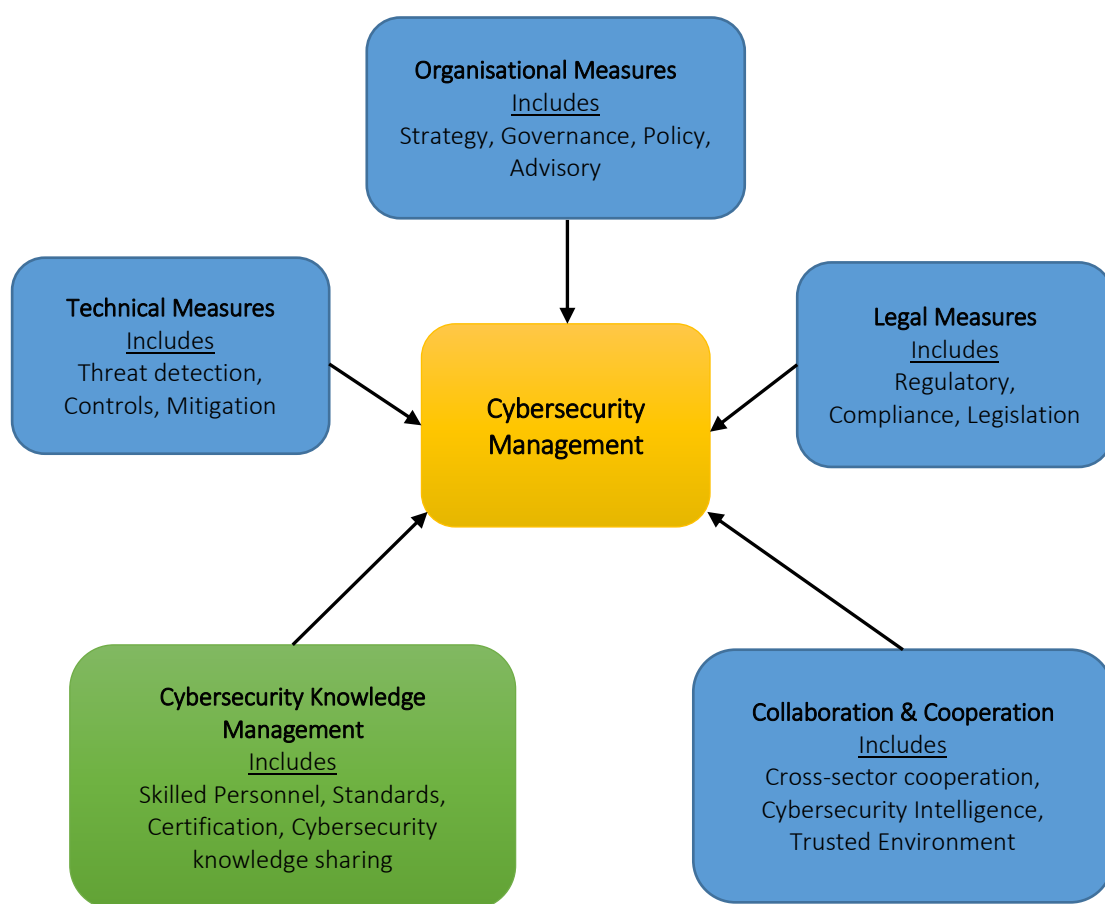 Organisational Measures
Includes
Strategy, Governance, Policy,
Advisory
Technical Measures
Includes
Threat detection,
Controls, Mitigation
Legal Measures
Includes
Regulatory,
Compliance, Legislation
Cybersecurity
Management
Cybersecurity Knowledge
Management
Includes
Skilled Personnel, Standards,
Certification, Cybersecurity
knowledge sharing
Collaboration & Cooperation
Includes
Cross-sector cooperation,
Cybersecurity Intelligence,
Trusted Environment